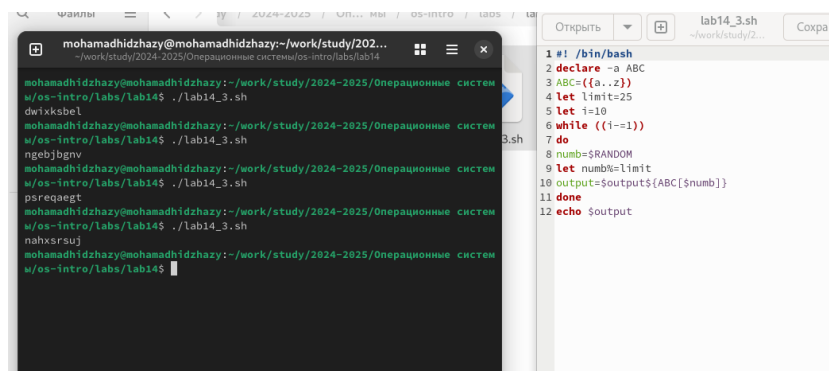 Файлы
2024-2025 / Оп... мы / os-intro / labs /
mohamadhidzhazy@mohamadhidzhazy:~/work/study/202...
~/work/study/2024-2025/Операционные системы/os-intro/labs/lab14
mohamadhidzhazy@mohamadhidzhazy:~/work/study/2024-2025/Операционные систем
ы/os-intro/labs/lab14$ ./lab14_3.sh
dwixksbel
mohamadhidzhazy@mohamadhidzhazy:~/work/study/2024-2025/Операционные систем
ы/os-intro/labs/lab14$ ./lab14_3.sh
ngebjbgnv
mohamadhidzhazy@mohamadhidzhazy:~/work/study/2024-2025/Операционные систем
ы/os-intro/labs/lab14$ ./lab14_3.sh
psreqaegt
mohamadhidzhazy@mohamadhidzhazy:~/work/study/2024-2025/Операционные систем
ы/os-intro/labs/lab14$ ./lab14_3.sh
nahxsrsuj
mohamadhidzhazy@mohamadhidzhazy:~/work/study/2024-2025/Операционные систем
ы/os-intro/labs/lab14$
3.sh
Открыть
lab14_3.sh
~/work/study/2...
Сохра
1 #! /bin/bash
2 declare -a ABC
3 ABC=({a..z})
4 let limit=25
5 let i=10
6 while ((i-=1))
7 do
8 numb=$RANDOM
9 let numb%=limit
10 output=$output${ABC[$numb]}
11 done
12 echo $output